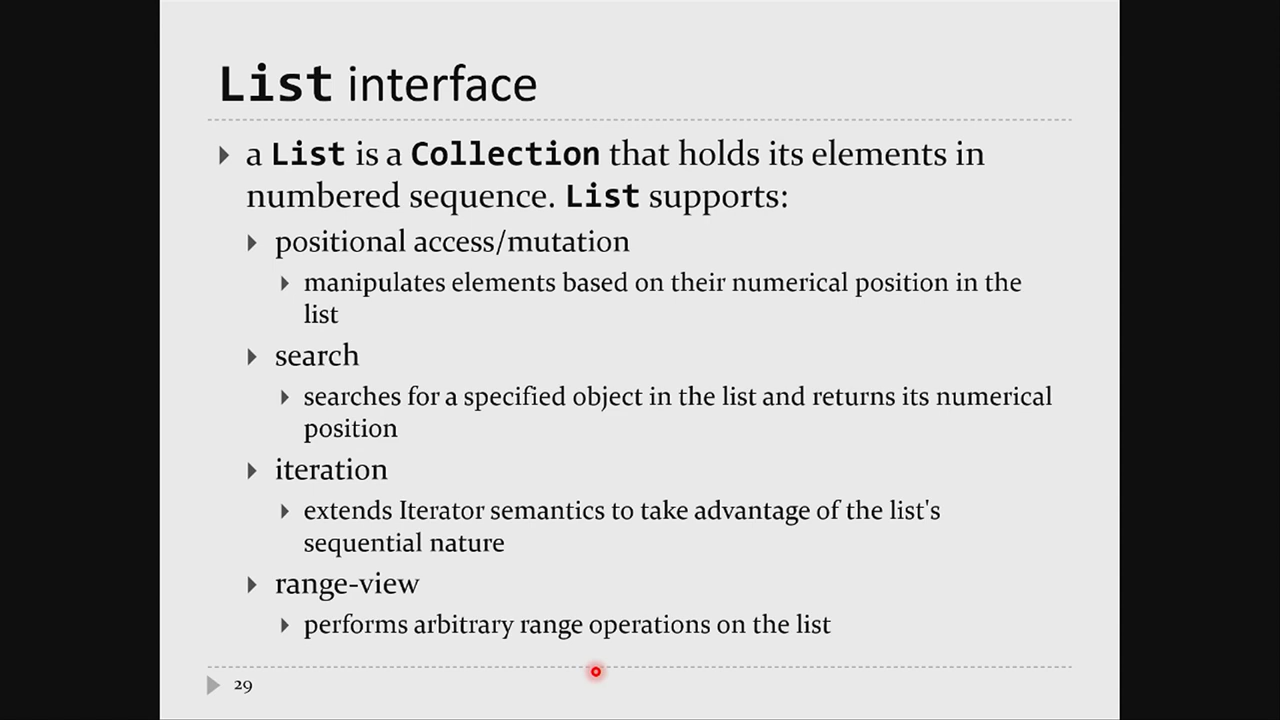 List interface
a List is a Collection that holds its elements in
numbered sequence. List supports:
positional access/mutation
manipulates elements based on their numerical position in the
list
search
searches for a specified object in the list and returns its numerical
position
iteration
extends Iterator semantics to take advantage of the list's
sequential nature
range-view
performs arbitrary range operations on the list
29